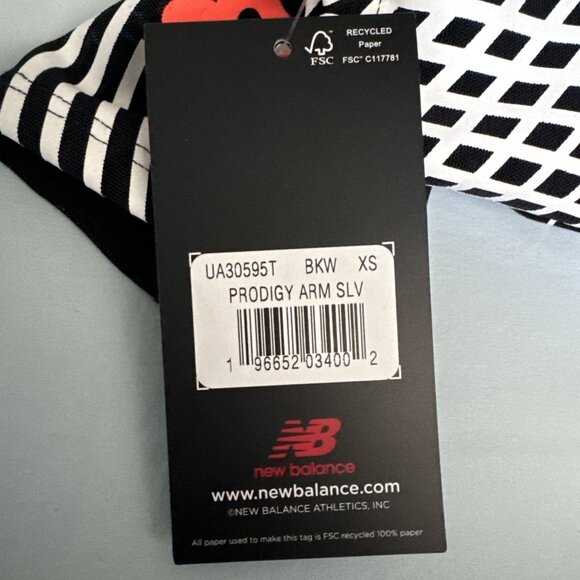 RECYCLED
Paper
FSC
FSC™ C117781
UA30595T BKW XS
PRODIGY ARM SLV
1 96652 03400 2
NB
new balance
www.newbalance.com
©NEW BALANCE ATHLETICS, INC
All paper used to make this tag is FSC recycled 100% paper